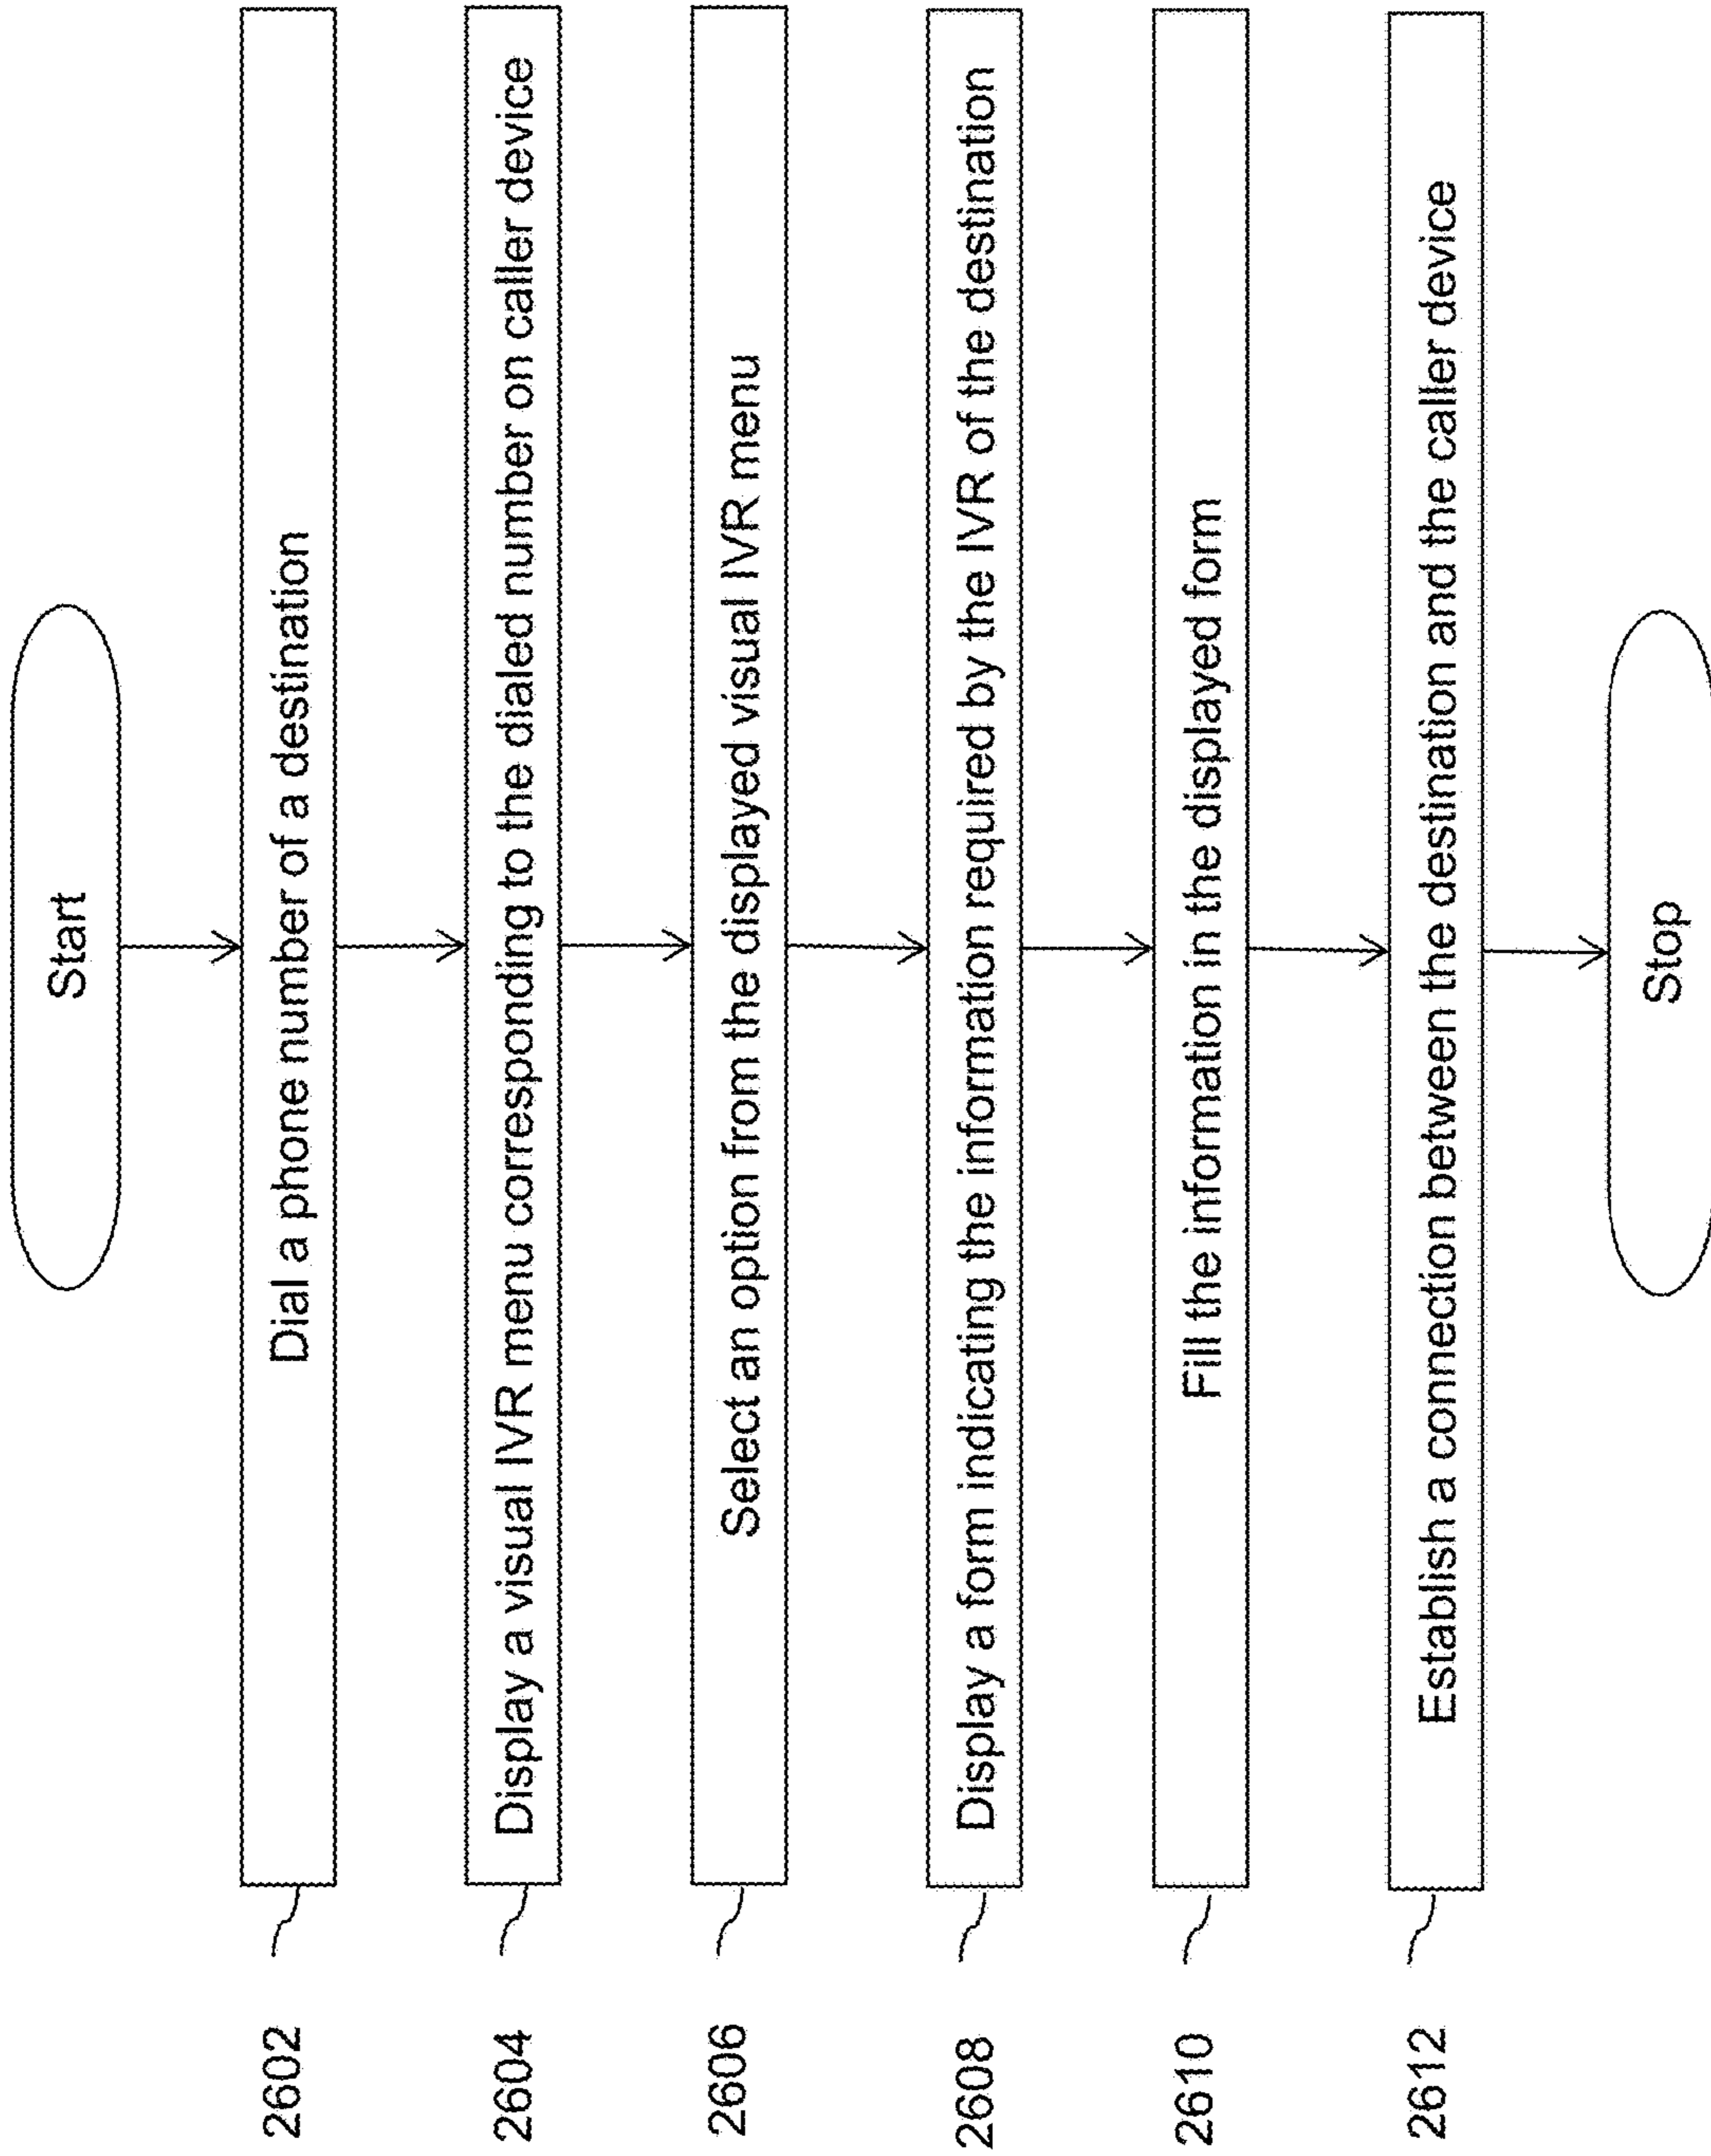 Start
2602
Dial a phone number of a destination
2604
Display a visual IVR menu corresponding to the dialed number on caller device
2606
Select an option from the displayed visual IVR menu
2608
Display a form indicating the information required by the IVR of the destination
2610
Fill the information in the displayed form
2612
Establish a connection between the destination and the caller device
Stop